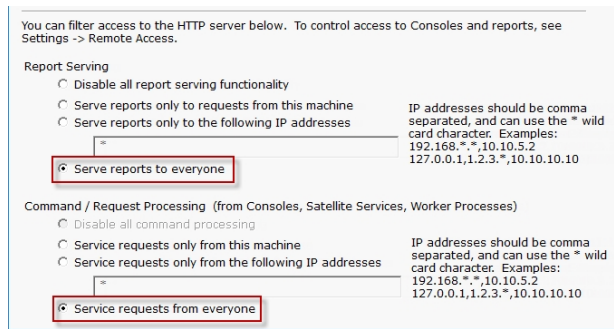 You can filter access to the HTTP server below.  To control access to Consoles and reports, see
Settings -> Remote Access.
Report Serving
Disable all report serving functionality
Serve reports only to requests from this machine
Serve reports only to the following IP addresses
*
Serve reports to everyone
IP addresses should be comma
separated, and can use the * wild
card character.  Examples:
192.168.*.*,10.10.5.2
127.0.0.1,1.2.3.*,10.10.10.10
Command / Request Processing  (from Consoles, Satellite Services, Worker Processes)
Disable all command processing
Service requests only from this machine
Service requests only from the following IP addresses
*
Service requests from everyone
IP addresses should be comma
separated, and can use the * wild
card character.  Examples:
192.168.*.*,10.10.5.2
127.0.0.1,1.2.3.*,10.10.10.10